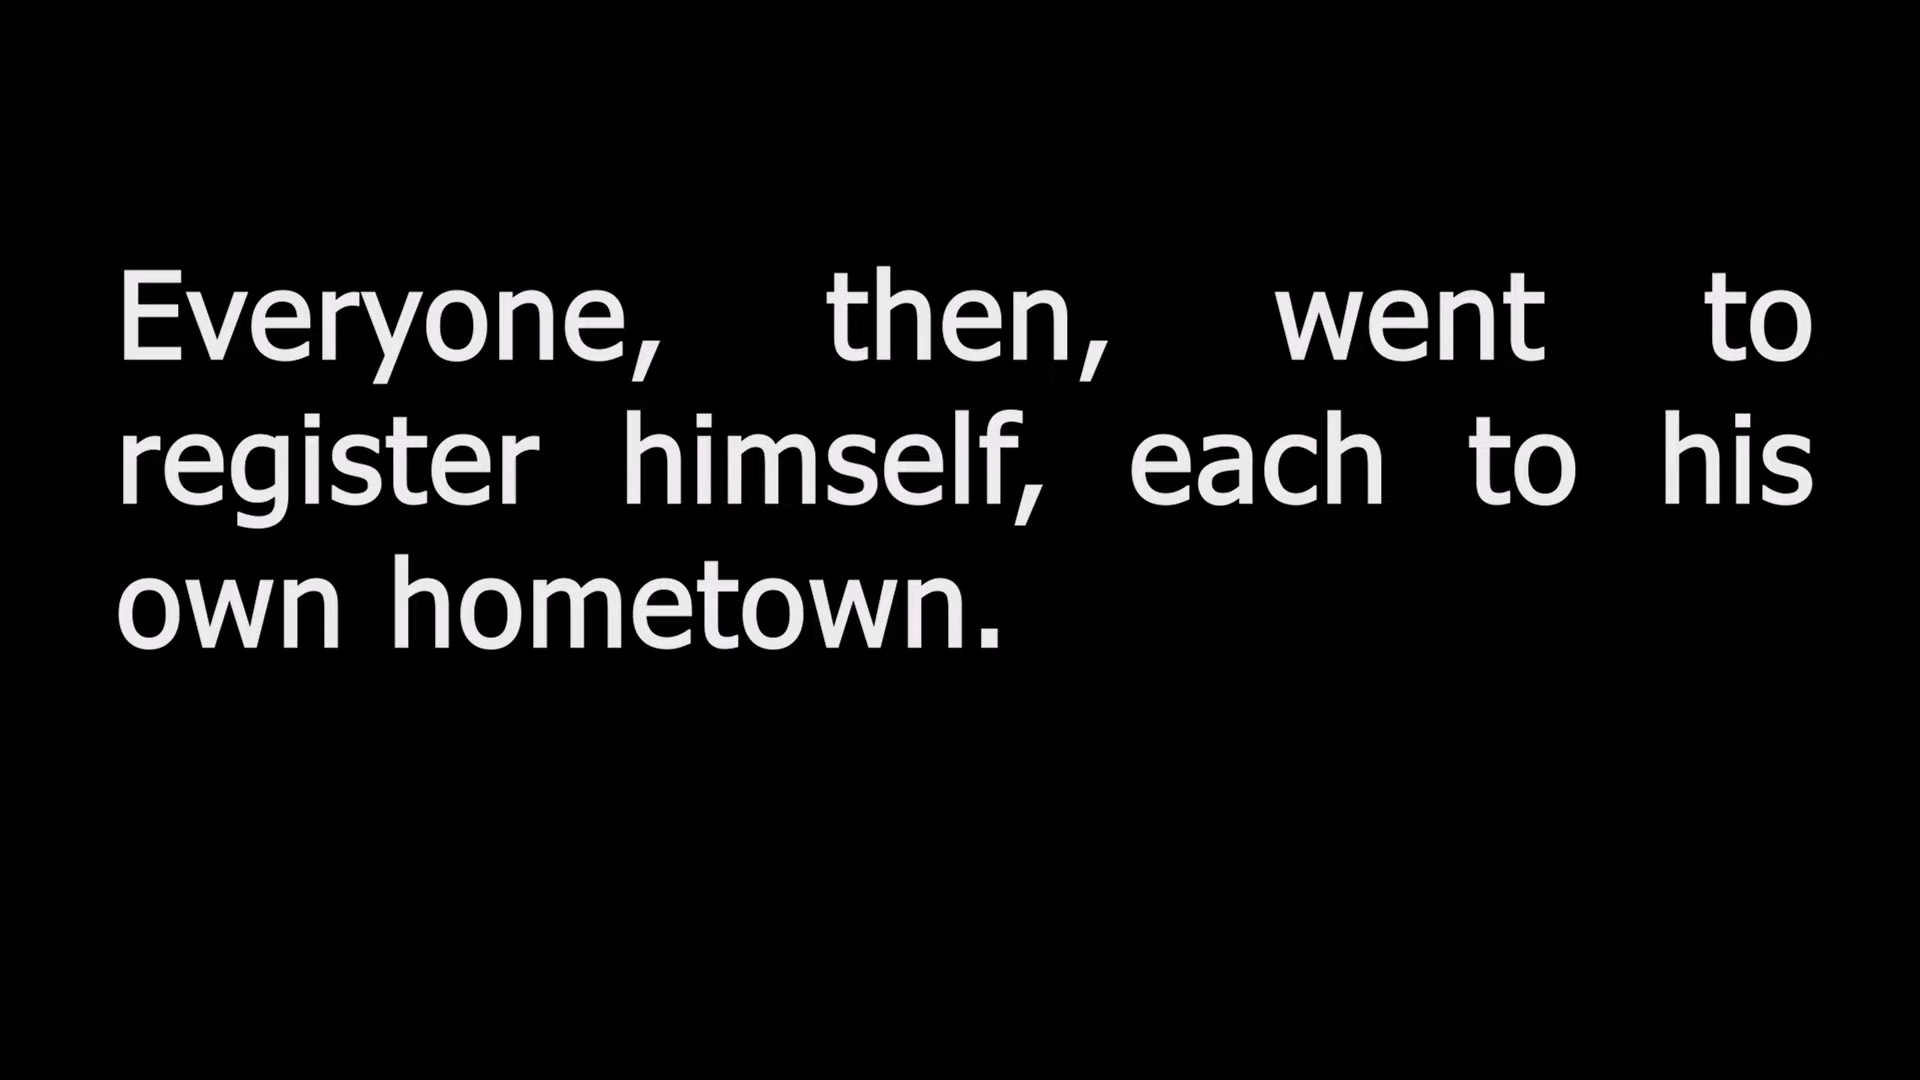 Everyone, then, went to
register himself, each to his
own hometown.